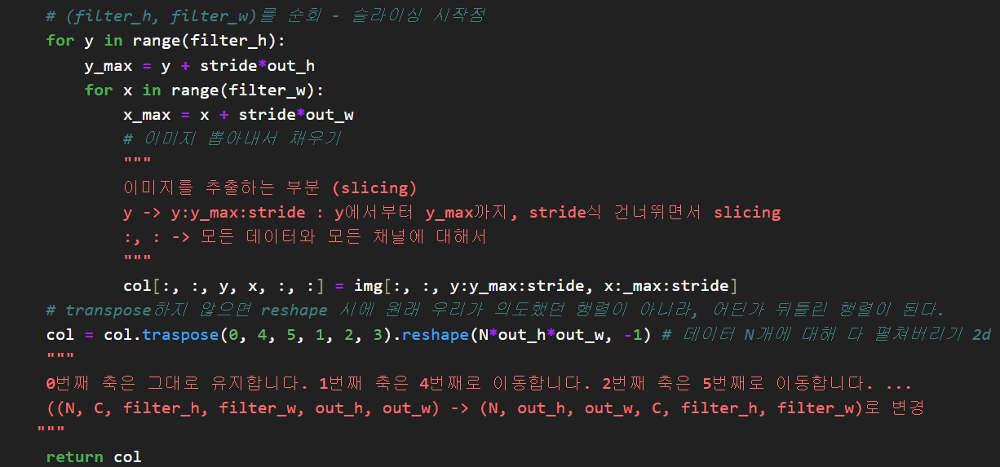 # (filter_h, filter_w)를 순회 - 슬라이싱 시작점
for y in range(filter_h):
    y_max = y + stride*out_h
    for x in range(filter_w):
        x_max = x + stride*out_w
        # 이미지 뽑아내서 채우기
        """
        이미지를 추출하는 부분 (slicing)
        y -> y:y_max:stride : y에서부터 y_max까지, stride식 건너뛰면서 slicing
        :, : -> 모든 데이터와 모든 채널에 대해서
        """
        col[:, :, y, x, :, :] = img[:, :, y:y_max:stride, x:_max:stride]
# transpose하지 않으면 reshape 시에 원래 우리가 의도했던 행렬이 아니라, 어딘가 뒤틀린 행렬이 된다.
col = col.traspose(0, 4, 5, 1, 2, 3).reshape(N*out_h*out_w, -1) # 데이터 N개에 대해 다 펼쳐버리기 2d
"""
0번째 축은 그대로 유지합니다. 1번째 축은 4번째로 이동합니다. 2번째 축은 5번째로 이동합니다. ...
((N, C, filter_h, filter_w, out_h, out_w) -> (N, out_h, out_w, C, filter_h, filter_w)로 변경
"""
return col